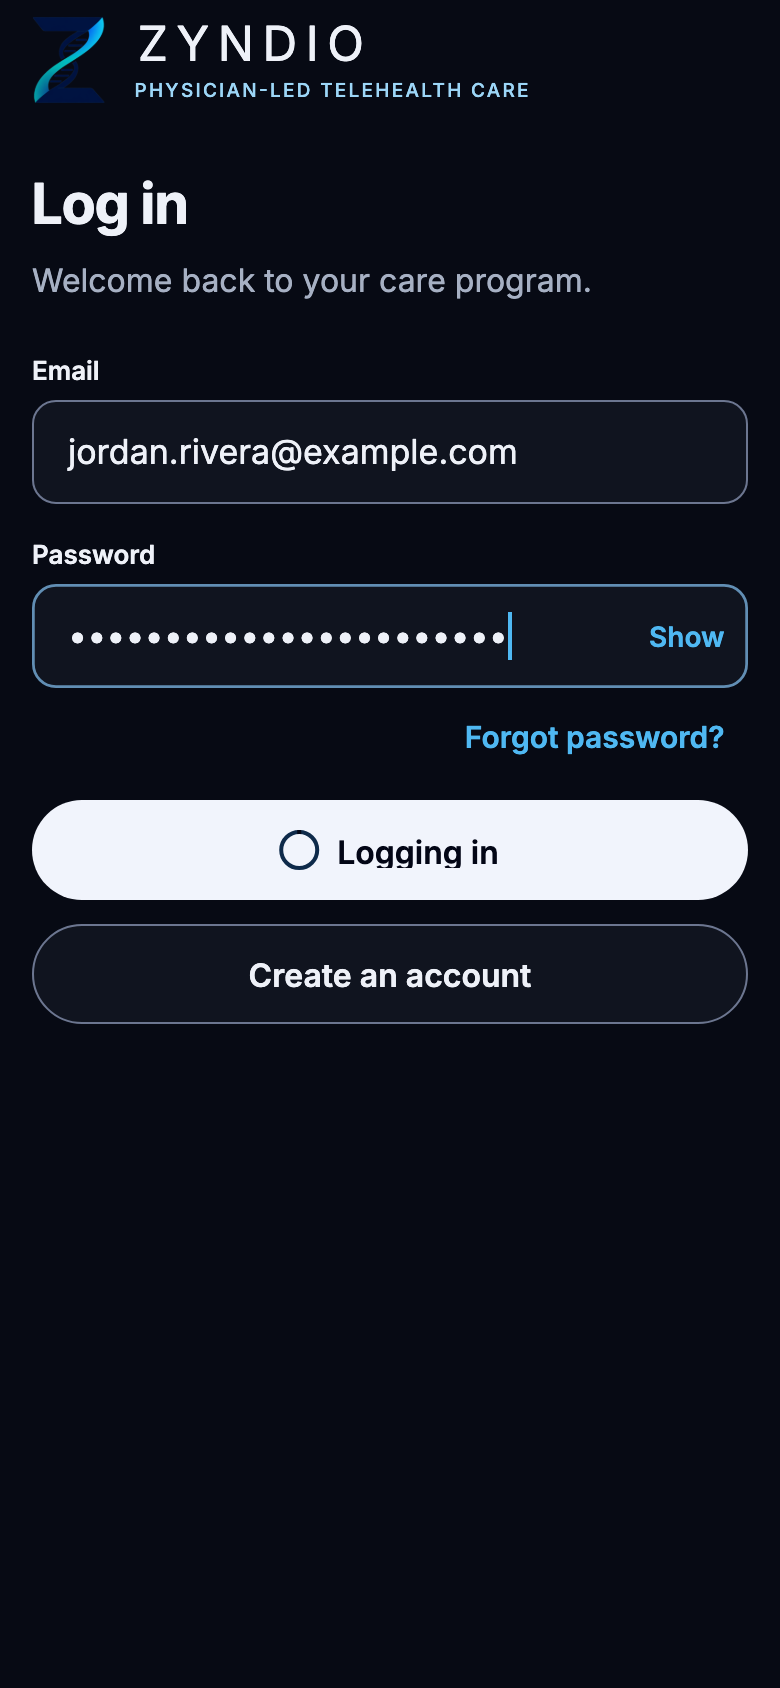 ZYNDIO
PHYSICIAN-LED TELEHEALTH CARE
Log in
Welcome back to your care program.
Email
jordan.rivera@example.com
Password
•••••••••••••••••••••••
Show
Forgot password?
Logging in
Create an account